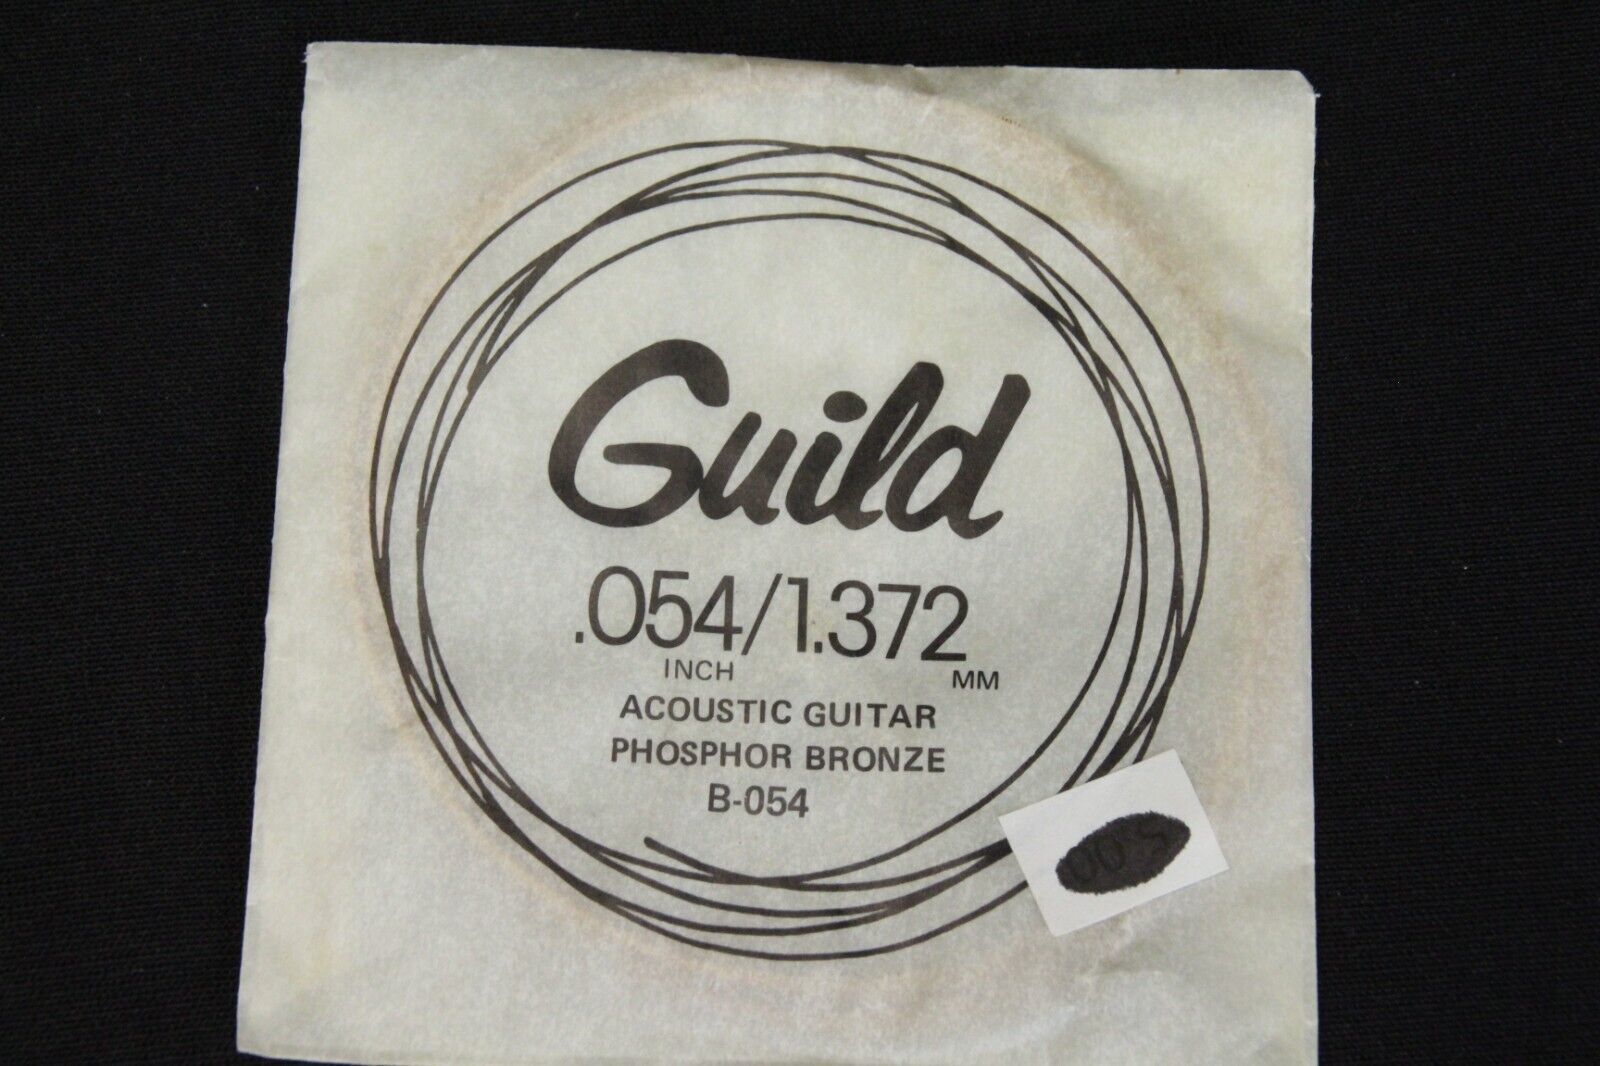 Guild
.054/1.372
INCH MM
ACOUSTIC GUITAR
PHOSPHOR BRONZE
B-054